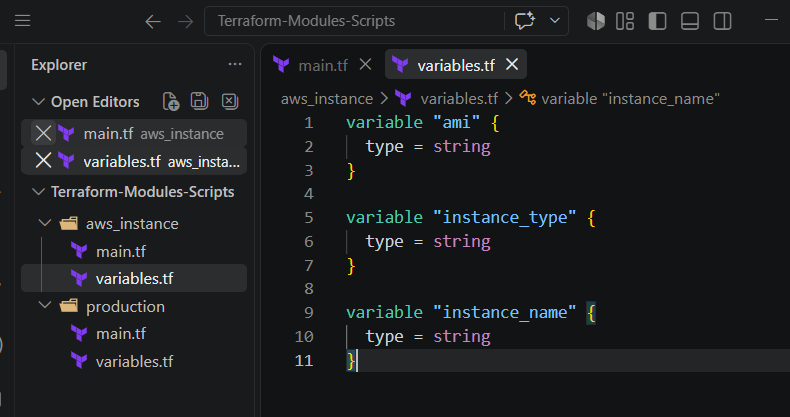 Terraform-Modules-Scripts
Explorer
main.tf
variables.tf
Open Editors
aws_instance > variables.tf > variable "instance_name"
main.tf aws_instance
variables.tf aws_insta...
Terraform-Modules-Scripts
aws_instance
main.tf
variables.tf
production
main.tf
variables.tf
1 variable "ami" {
2 type = string
3 }
4
5 variable "instance_type" {
6 type = string
7 }
8
9 variable "instance_name" {
10 type = string
11 }